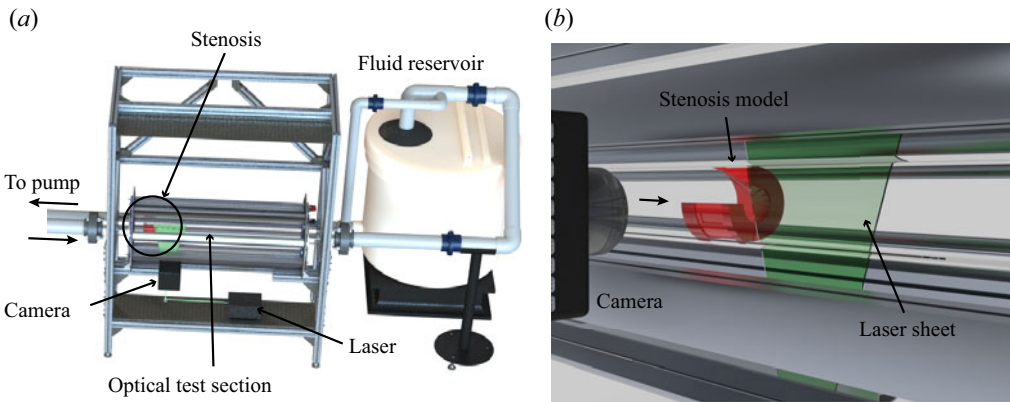 (a)
Stenosis
Fluid reservoir
To pump
Camera
Laser
Optical test section
(b)
Stenosis model
Camera
Laser sheet